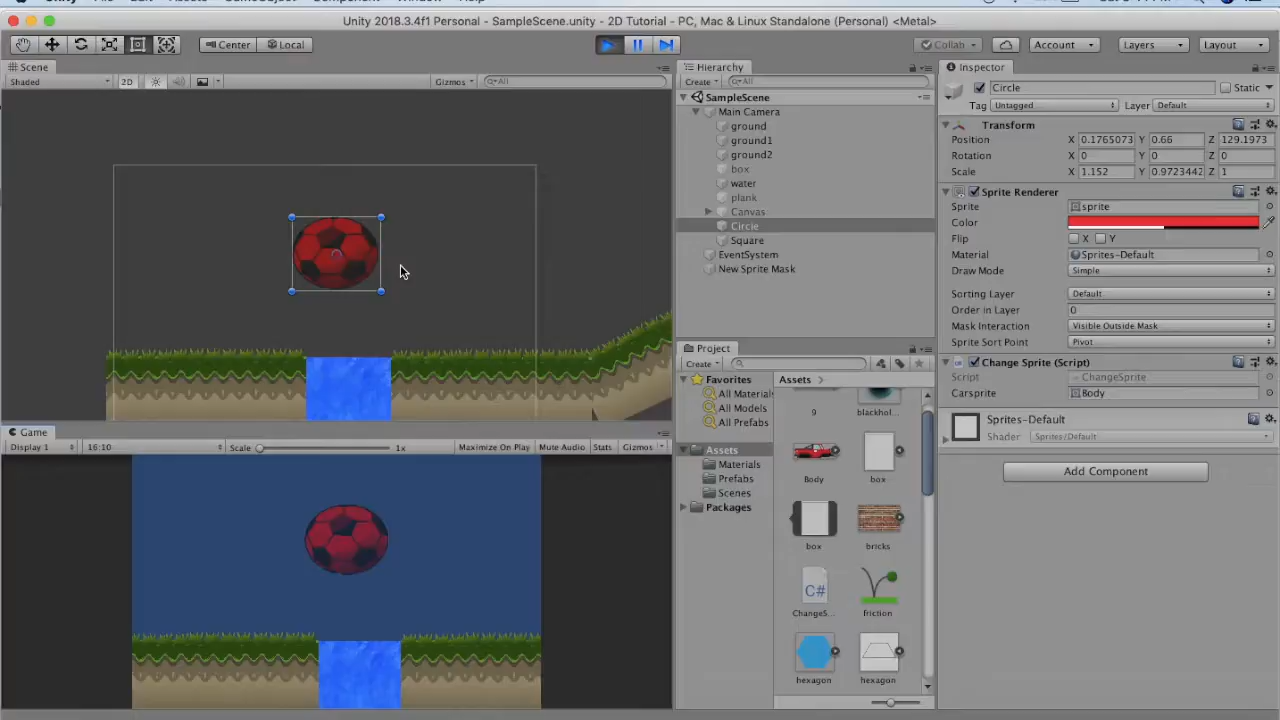 Unity 2018.3.4f1 Personal - SampleScene.unity - 2D Tutorial - PC, Mac & Linux Standalone (Personal) <Metal>
Center Local Collab Account Layers Layout
Scene
Shaded 2D Gizmos All
Hierarchy
Create All
SampleScene
Main Camera
ground
ground1
ground2
box
water
plank
Canvas
Circle
Square
EventSystem
New Sprite Mask
Inspector
Circle Static
Tag Untagged Layer Default
Transform
Position X 0.1765073 Y 0.66 Z 129.1973
Rotation X 0 Y 0 Z 0
Scale X 1.152 Y 0.9723442 Z 1
Sprite Renderer
Sprite sprite
Color
Flip X Y
Material Sprites-Default
Draw Mode Simple
Sorting Layer Default
Order in Layer 0
Mask Interaction Visible Outside Mask
Sprite Sort Point Pivot
Change Sprite (Script)
Script ChangeSprite
Carsprite Body
Sprites-Default
Shader Sprites/Default
Add Component
Project
Create
Favorites
All Materials
All Models
All Prefabs
Assets
Materials
Prefabs
Scenes
Packages
Assets
9 blackhol...
Body box
box bricks
C#
ChangeS... friction
hexagon hexagon
Game
Display 1 16:10 Scale 1x Maximize On Play Mute Audio Stats Gizmos